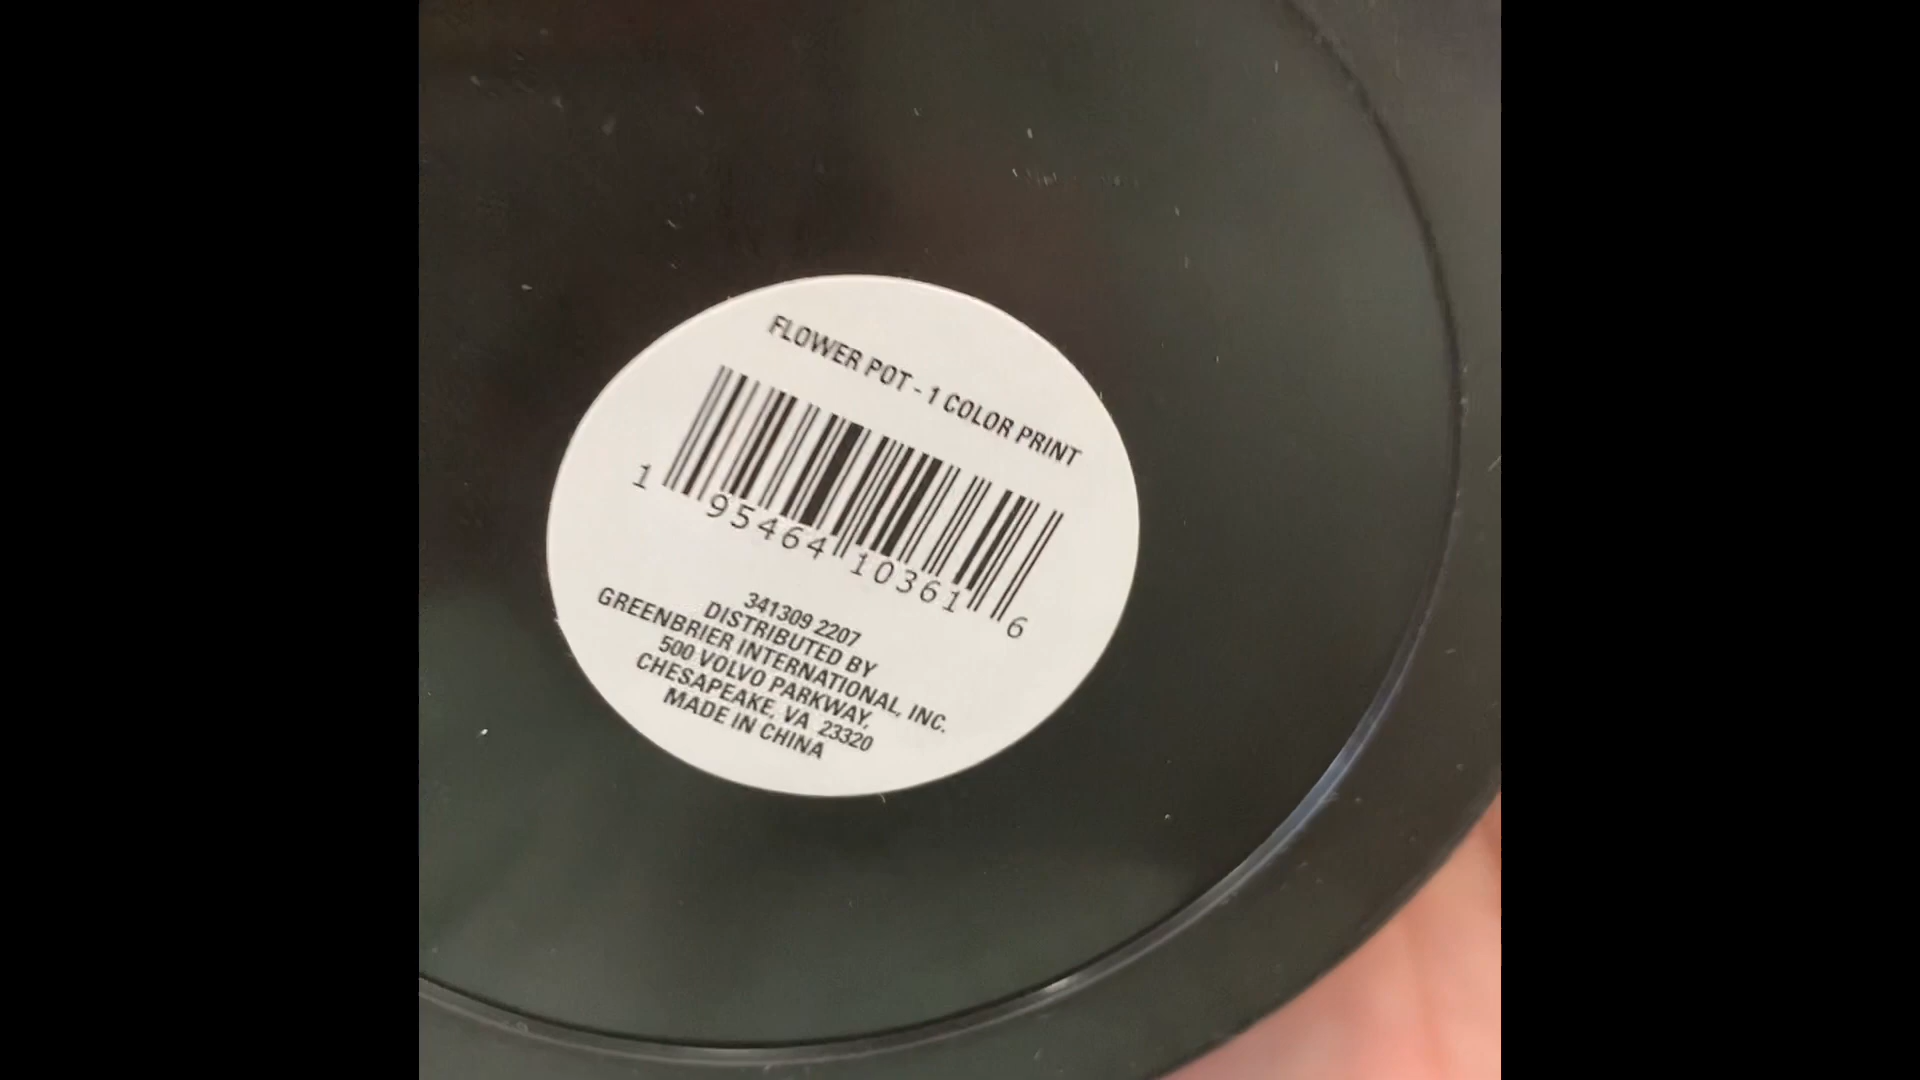 FLOWER POT - 1 COLOR PRINT
1 95464 10361 6
341309 2207
DISTRIBUTED BY
GREENBRIER INTERNATIONAL, INC.
500 VOLVO PARKWAY,
CHESAPEAKE, VA 23320
MADE IN CHINA